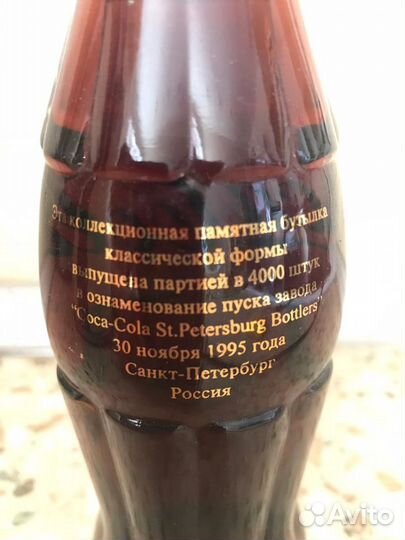 Эта коллекционная памятная бутылка
классической формы
выпущена партией в 4000 штук
в ознаменование пуска завода
"Coca-Cola St.Petersburg Bottlers"
30 ноября 1995 года
Санкт-Петербург
Россия
Avito